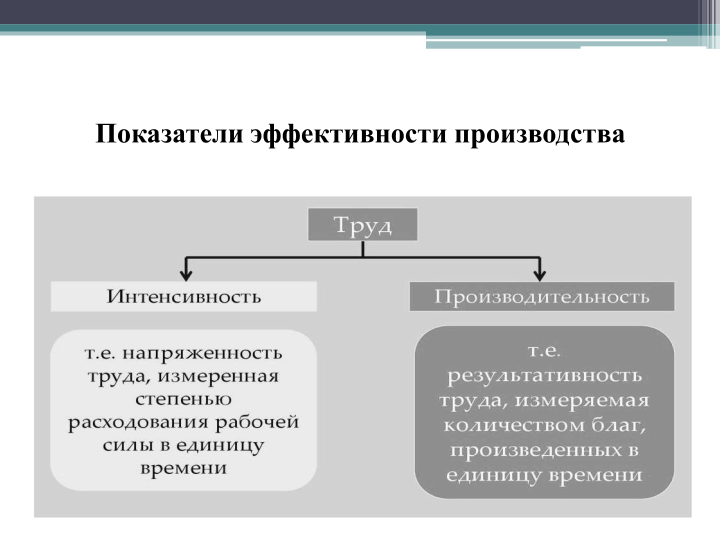 Показатели эффективности производства
Труд
Интенсивность
Производительность
т.е. напряженность
труда, измеренная
степенью
расходования рабочей
силы в единицу
времени
т.е.
результативность
труда, измеряемая
количеством благ,
произведенных в
единицу времени